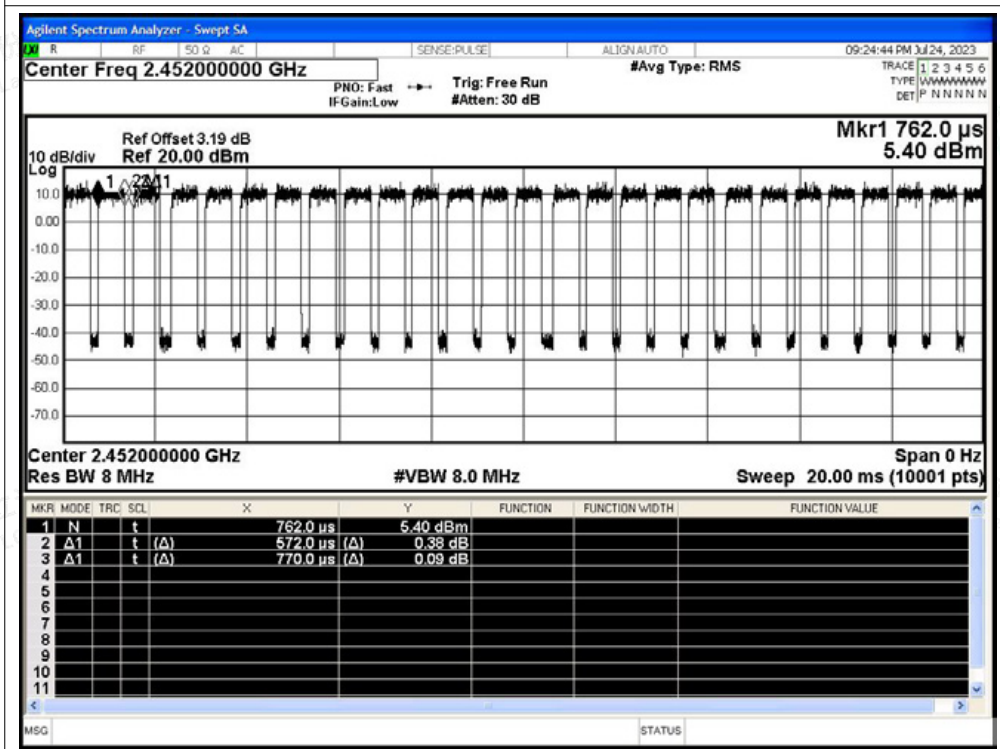 Agilent Spectrum Analyzer - Swept SA
R RF 50 Ω AC SENSE:PULSE ALIGN AUTO 09:24:44 PM Jul 24, 2023
Center Freq 2.452000000 GHz #Avg Type: RMS TRACE 1 2 3 4 5 6
PNO: Fast Trig: Free Run TYPE WWWWWW
IFGain:Low #Atten: 30 dB DET P N N N N N
Mkr1 762.0 µs
Ref Offset 3.19 dB
10 dB/div Ref 20.00 dBm 5.40 dBm
Log
1 2 3Δ1
10.0
0.00
-10.0
-20.0
-30.0
-40.0
-50.0
-60.0
-70.0
Center 2.452000000 GHz Span 0 Hz
Res BW 8 MHz #VBW 8.0 MHz Sweep 20.00 ms (10001 pts)
MKR MODE TRC SCL X Y FUNCTION FUNCTION WIDTH FUNCTION VALUE
1 N t 762.0 µs 5.40 dBm
2 Δ1 t (Δ) 572.0 µs (Δ) 0.38 dB
3 Δ1 t (Δ) 770.0 µs (Δ) 0.09 dB
4
5
6
7
8
9
10
11
MSG STATUS